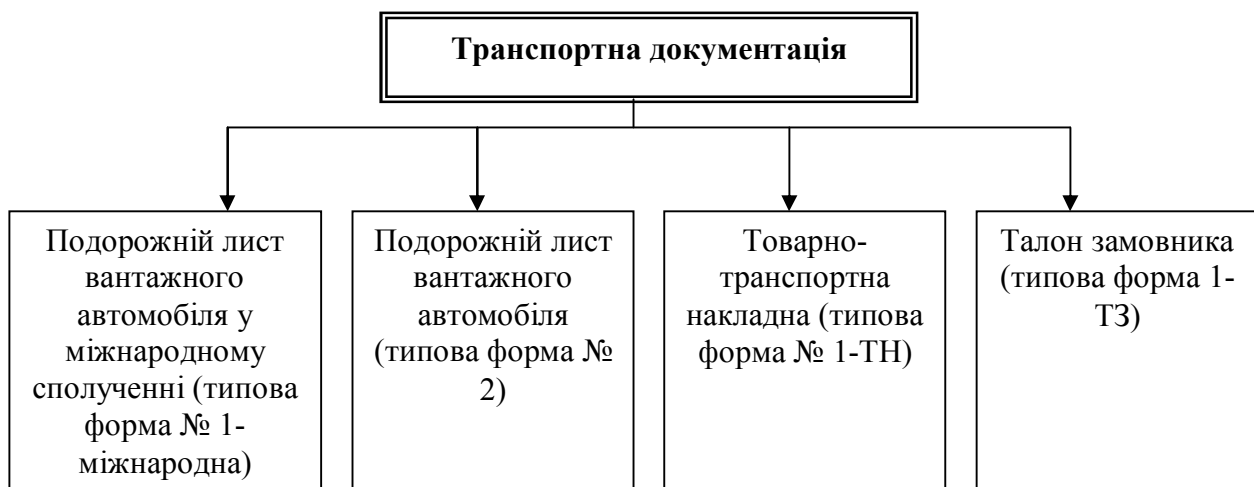 Транспортна документація
Подорожній лист
вантажного
автомобіля у
міжнародному
сполученні (типова
форма № 1-
міжнародна)
Подорожній лист
вантажного
автомобіля
(типова форма №
2)
Товарно-
транспортна
накладна (типова
форма № 1-ТН)
Талон замовника
(типова форма 1-
ТЗ)